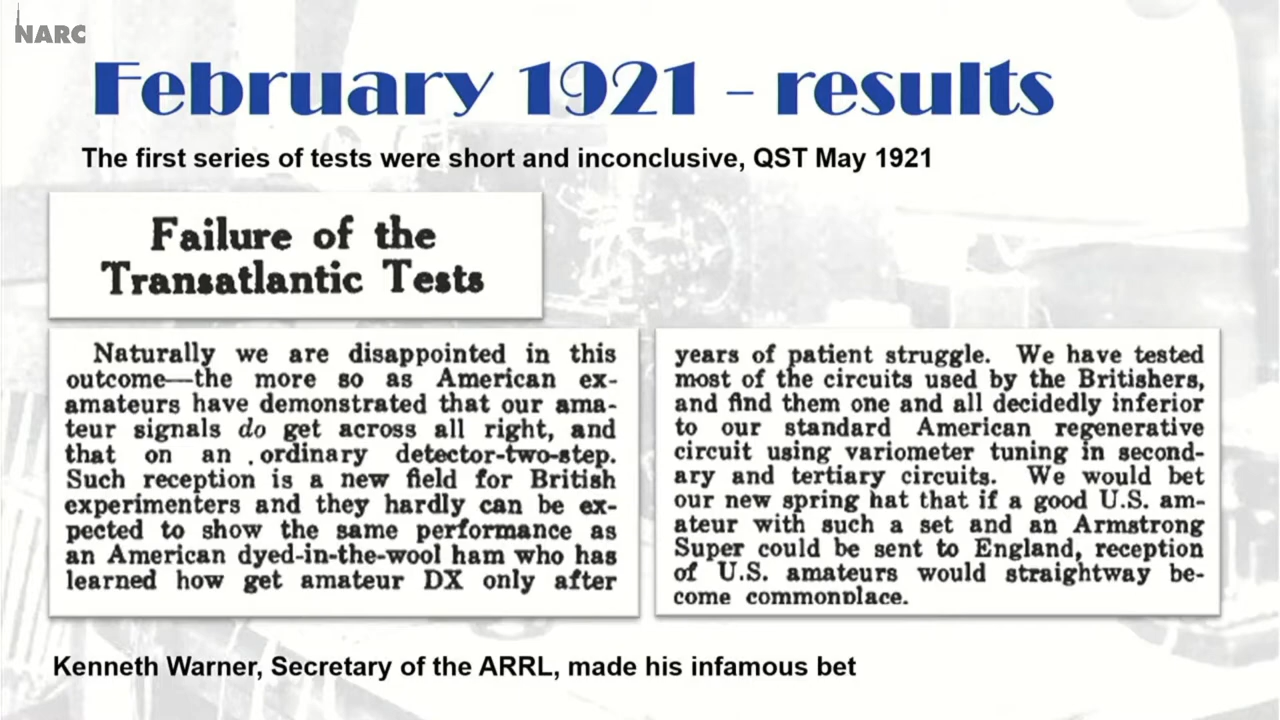 NARC
February 1921 - results
The first series of tests were short and inconclusive, QST May 1921
Failure of the
Transatlantic Tests
Naturally we are disappointed in this
outcome—the more so as American ex-
amateurs have demonstrated that our ama-
teur signals do get across all right, and
that on an ordinary detector-two-step.
Such reception is a new field for British
experimenters and they hardly can be ex-
pected to show the same performance as
an American dyed-in-the-wool ham who has
learned how get amateur DX only after
years of patient struggle. We have tested
most of the circuits used by the Britishers,
and find them one and all decidedly inferior
to our standard American regenerative
circuit using variometer tuning in second-
ary and tertiary circuits. We would bet
our new spring hat that if a good U.S. am-
ateur with such a set and an Armstrong
Super could be sent to England, reception
of U.S. amateurs would straightway be-
come commonplace.
Kenneth Warner, Secretary of the ARRL, made his infamous bet